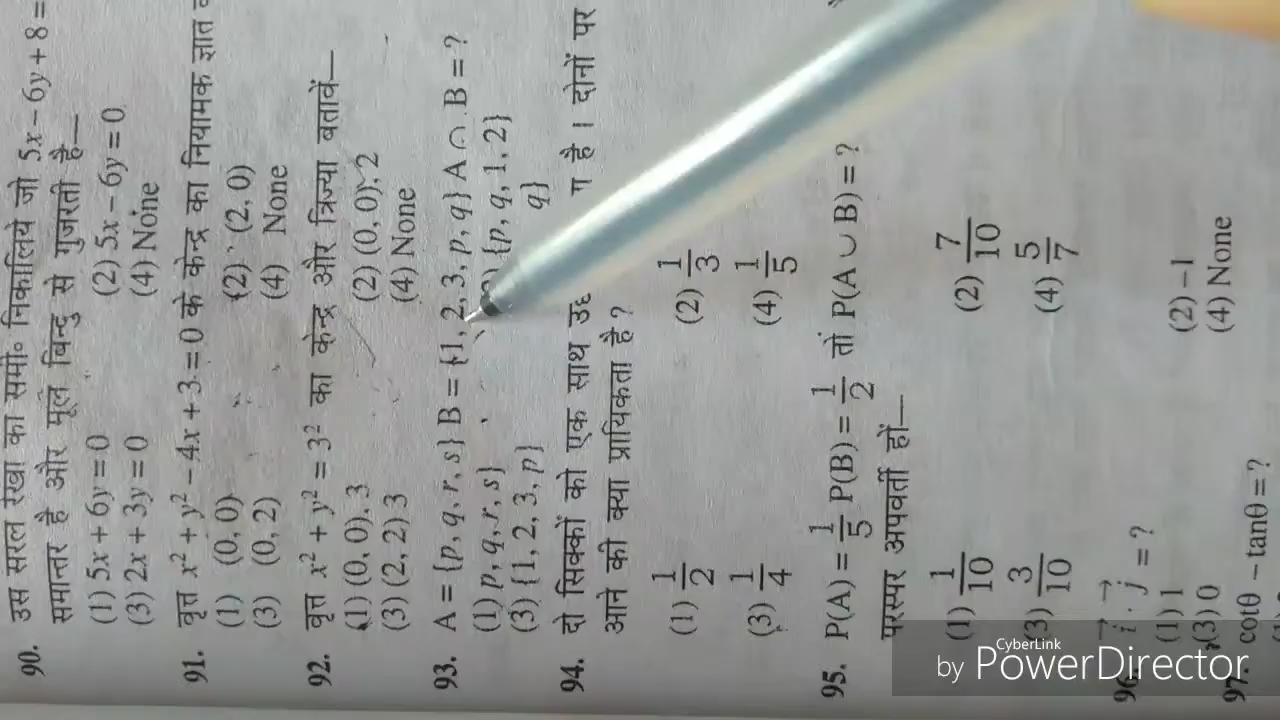 90. उस सरल रेखा का समी॰ निकालिये जो 5x – 6y + 8 =
समान्तर है और मूल बिन्दु से गुजरती है—
(1) 5x + 6y = 0 (2) 5x – 6y = 0
(3) 2x + 3y = 0 (4) None
91. वृत्त x² + y² – 4x + 3 = 0 के केन्द्र का नियामक ज्ञात
(1) (0, 0) (2) (2, 0)
(3) (0, 2) (4) None
92. वृत्त x² + y² = 3² का केन्द्र और त्रिज्या बतावें—
(1) (0, 0), 3 (2) (0, 0), 2
(3) (2, 2) 3 (4) None
93. A = {p, q, r, s} B = {1, 2, 3, p, q} A ∩ B = ?
(1) p, q, r, s} {p, q, 1, 2}
(3) {1, 2, 3, p} q}
94. दो सिक्कों को एक साथ है। दोनों पर
आने की क्या प्रायिकता है?
(1) 1/2 (2) 1/3
(3) 1/4 (4) 1/5
95. P(A) = 1/5 P(B) = 1/2 तो P(A ∪ B) = ?
परस्पर अपवर्ती हों—
(1) 1/10 (2) 7/10
(3) 3/10 (4) 5/7
96. i⃗ · j⃗ = ?
(1) 1 (2) –1
(3) 0 (4) None
97. cotθ – tanθ = ?
by CyberLink PowerDirector